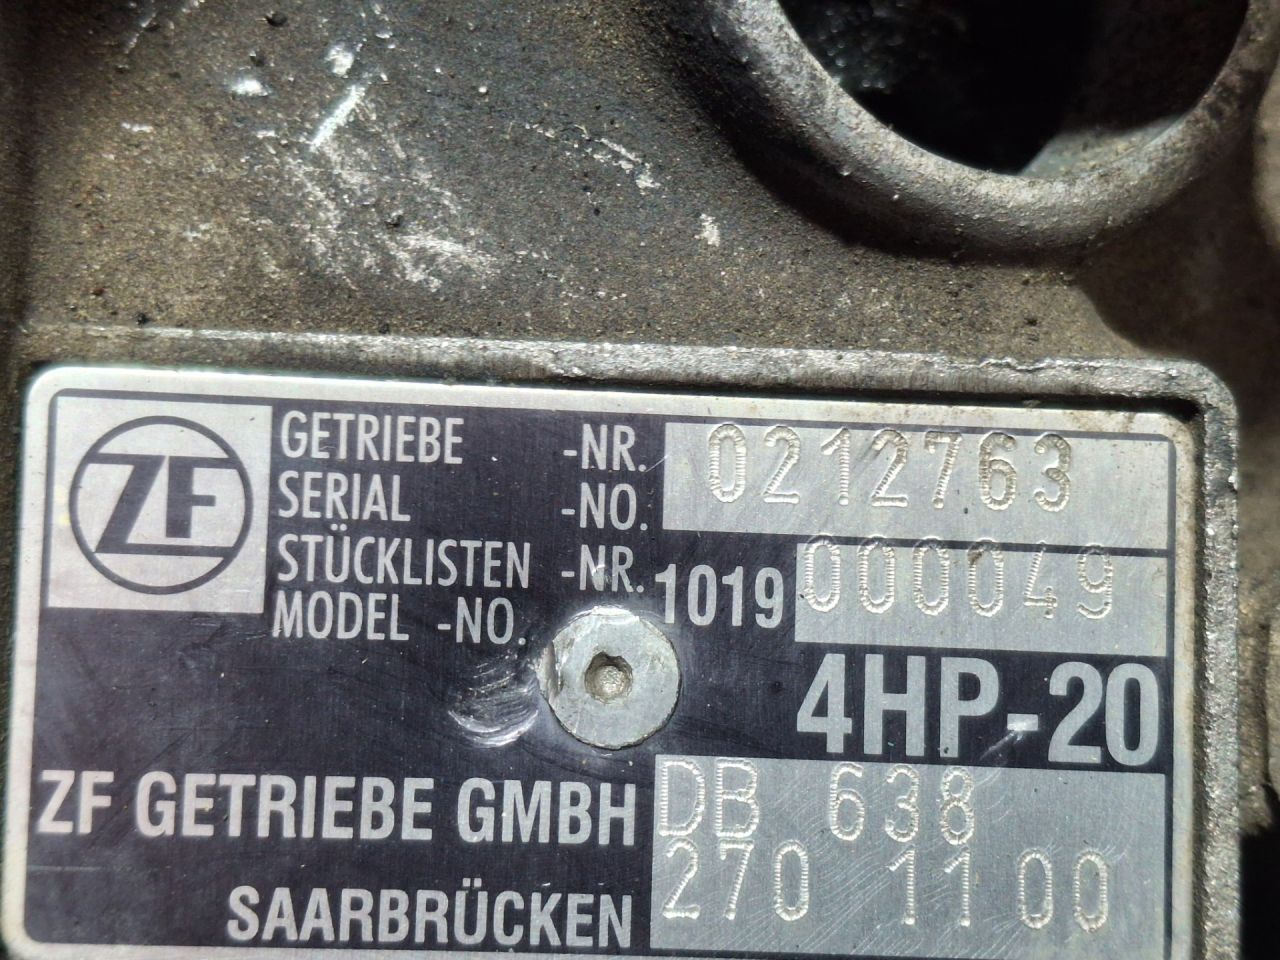 ZF
GETRIEBE -NR. 0212763
SERIAL -NO.
STÜCKLISTEN -NR. 1019 000049
MODEL -NO.
4HP-20
ZF GETRIEBE GMBH DB 638
SAARBRÜCKEN 270 11 00